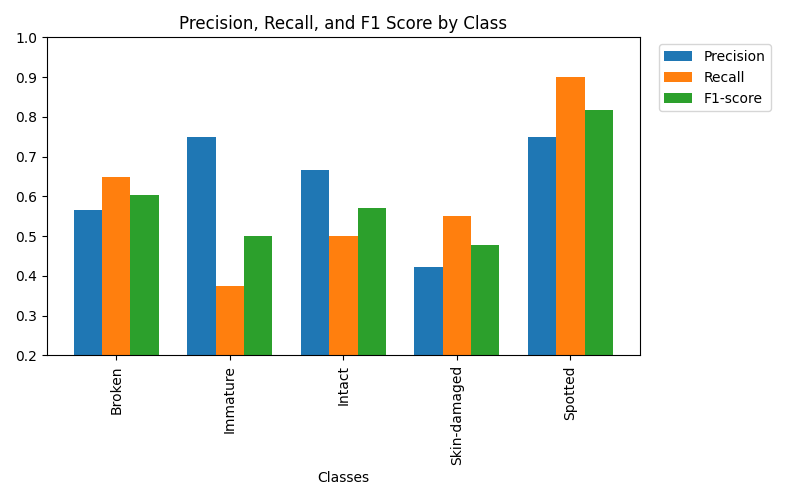 Precision, Recall, and F1 Score by Class
1.0
0.9
0.8
0.7
0.6
0.5
0.4
0.3
0.2
Precision
Recall
F1-score
Broken
Immature
Intact
Skin-damaged
Spotted
Classes